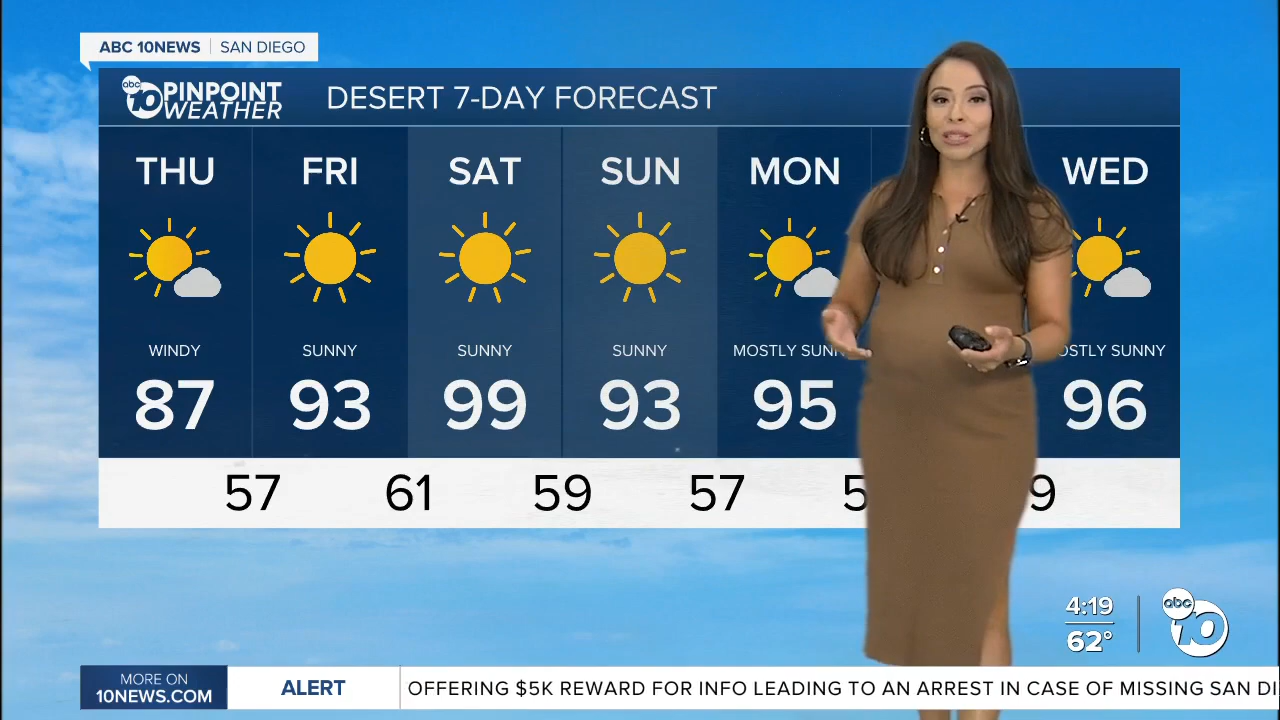 ABC 10NEWS | SAN DIEGO
abc 10 PINPOINT WEATHER
DESERT 7-DAY FORECAST
THU FRI SAT SUN MON WED
WINDY SUNNY SUNNY SUNNY MOSTLY SUNNY MOSTLY SUNNY
87 93 99 93 95 96
57 61 59 57
4:19
62°
abc 10
MORE ON
10NEWS.COM
ALERT
OFFERING $5K REWARD FOR INFO LEADING TO AN ARREST IN CASE OF MISSING SAN DI